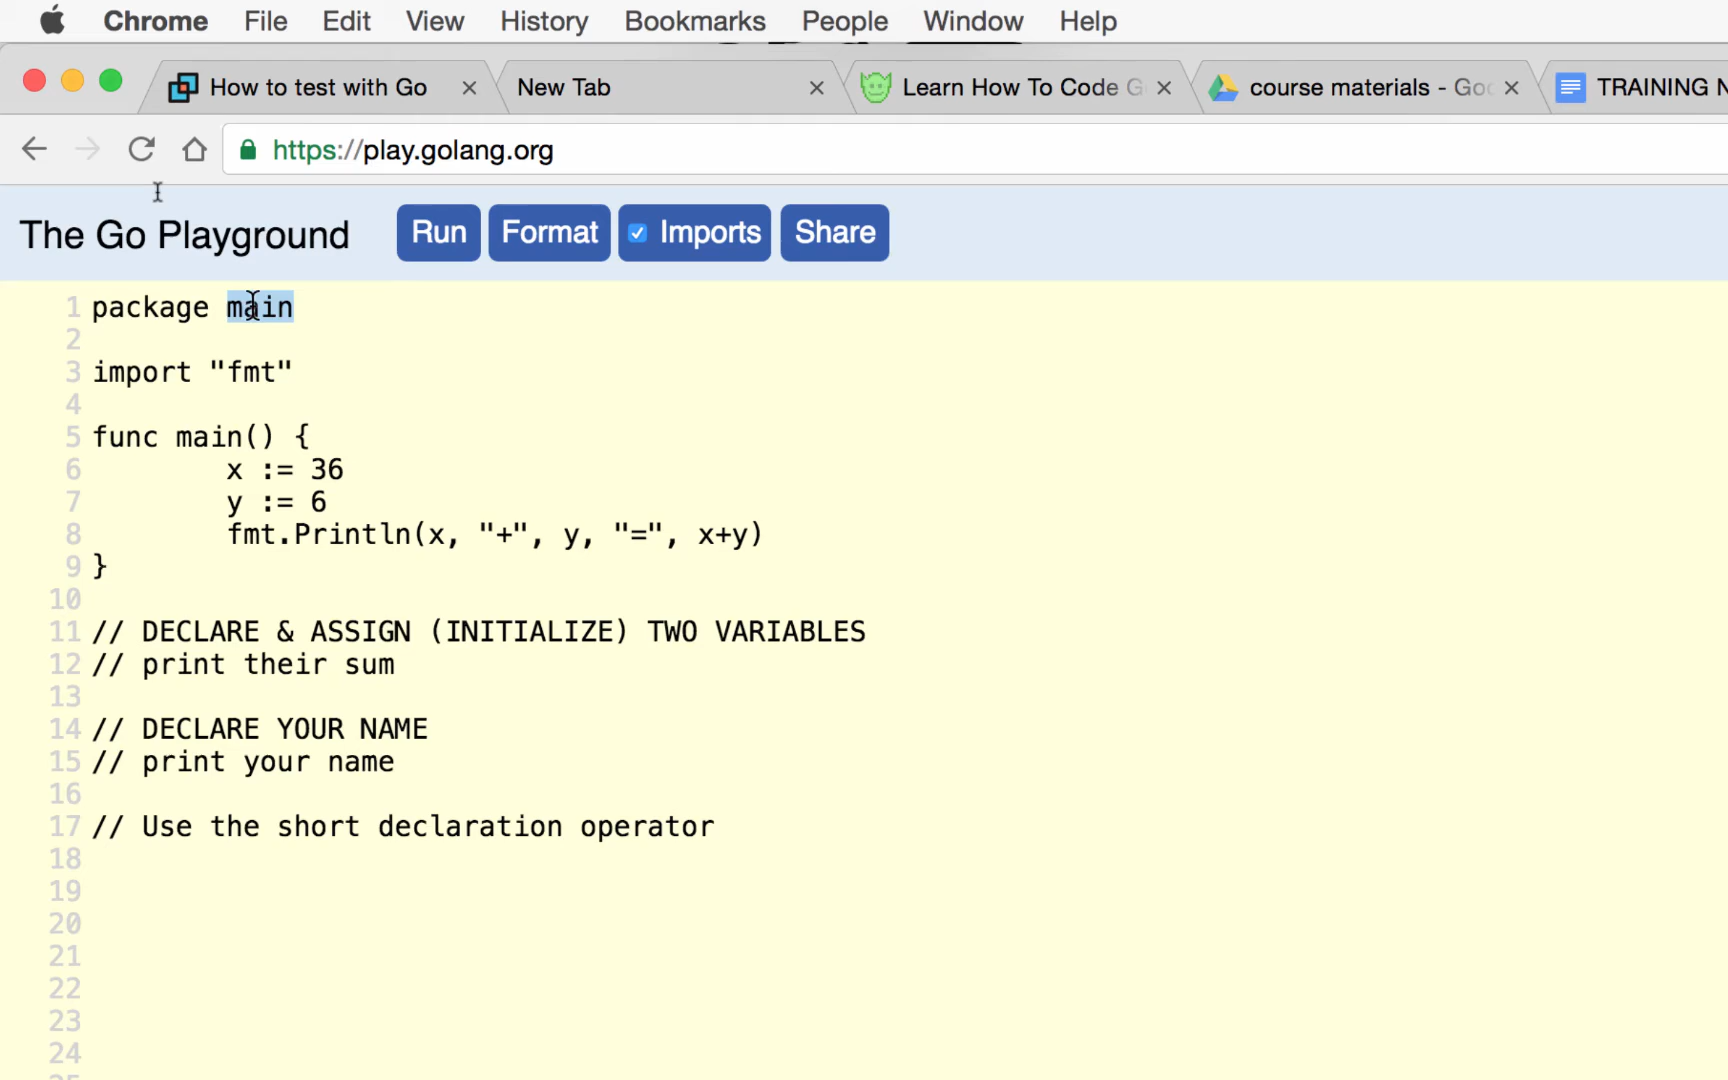 Chrome File Edit View History Bookmarks People Window Help
How to test with Go New Tab Learn How To Code G course materials - Goo TRAINING N
https://play.golang.org
The Go Playground Run Format Imports Share
1 package main
2
3 import "fmt"
4
5 func main() {
6 x := 36
7 y := 6
8 fmt.Println(x, "+", y, "=", x+y)
9 }
10
11 // DECLARE & ASSIGN (INITIALIZE) TWO VARIABLES
12 // print their sum
13
14 // DECLARE YOUR NAME
15 // print your name
16
17 // Use the short declaration operator
18
19
20
21
22
23
24